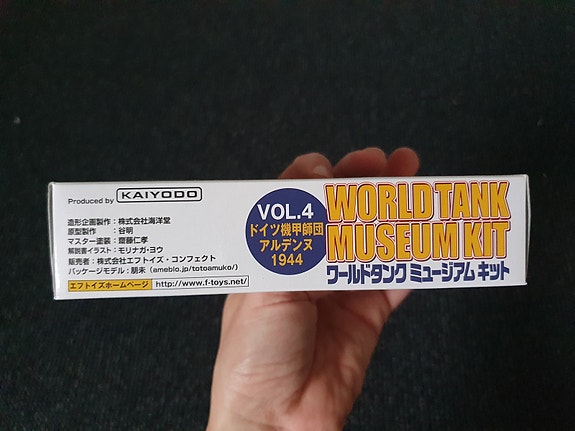 Produced by KAIYODO
造形企画製作：株式会社海洋堂
原型製作　　：谷明
マスター塗装：齋藤仁孝
解説書イラスト：モリナガ・ヨウ
販売者：株式会社エフトイズ・コンフェクト
パッケージモデル：朋未（ameblo.jp/totoamuko/）
エフトイズホームページ http://www.f-toys.net/
VOL.4
ドイツ機甲師団
アルデンヌ
1944
WORLD TANK
MUSEUM KIT
ワールドタンク ミュージアム キット